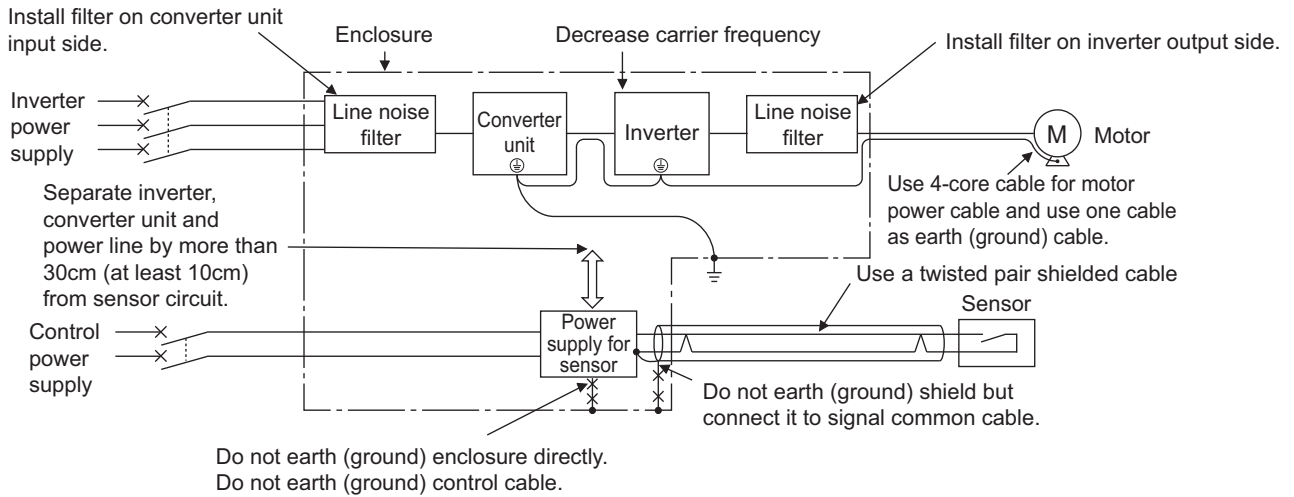 Install filter on converter unit
input side.
Enclosure
Decrease carrier frequency
Install filter on inverter output side.
Inverter
power
supply
Line noise
filter
Converter
unit
Inverter
Line noise
filter
M
Motor
Separate inverter,
converter unit and
power line by more than
30cm (at least 10cm)
from sensor circuit.
Use 4-core cable for motor
power cable and use one cable
as earth (ground) cable.
Use a twisted pair shielded cable
Sensor
Control
power
supply
Power
supply for
sensor
Do not earth (ground) shield but
connect it to signal common cable.
Do not earth (ground) enclosure directly.
Do not earth (ground) control cable.